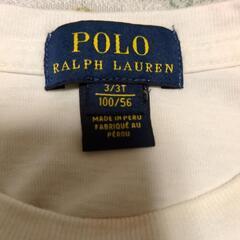 POLO
RALPH LAUREN
3/3T
100/56
MADE IN PERU
FABRIQUÉ AU
PÉROU